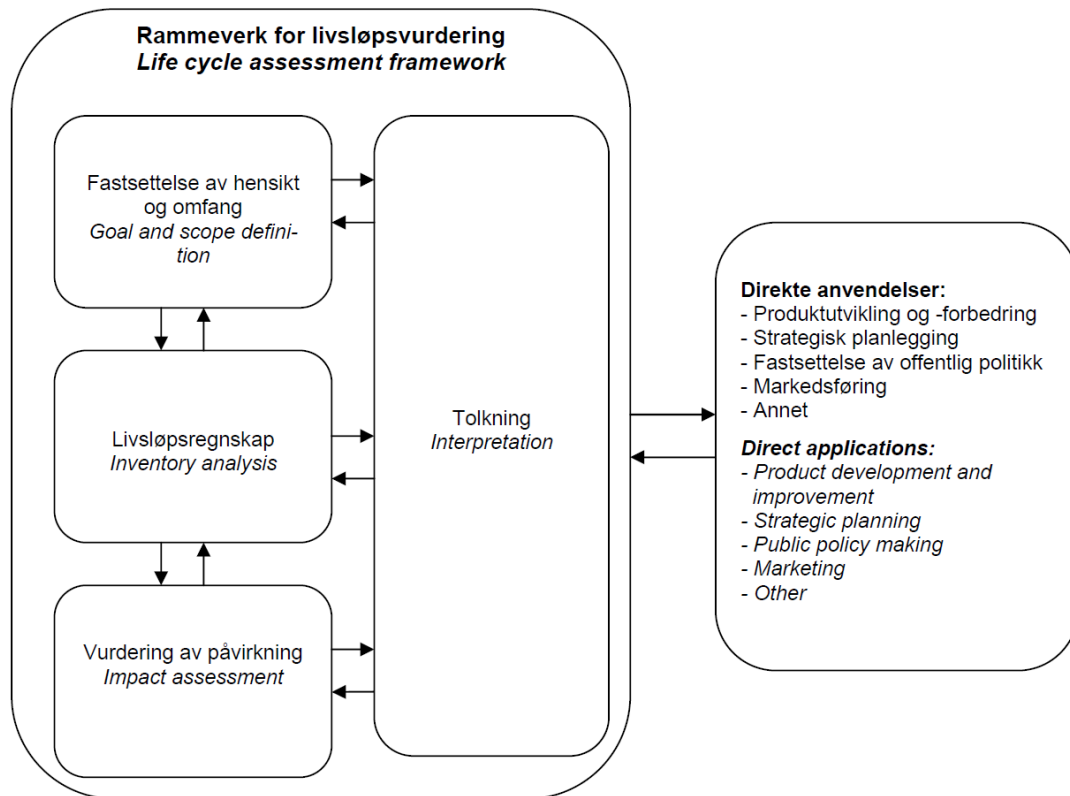 Rammeverk for livsløpsvurdering
Life cycle assessment framework
Fastsettelse av hensikt
og omfang
Goal and scope defini-
tion
Livsløpsregnskap
Inventory analysis
Vurdering av påvirkning
Impact assessment
Tolkning
Interpretation
Direkte anvendelser:
- Produktutvikling og -forbedring
- Strategisk planlegging
- Fastsettelse av offentlig politikk
- Markedsføring
- Annet
Direct applications:
- Product development and
improvement
- Strategic planning
- Public policy making
- Marketing
- Other